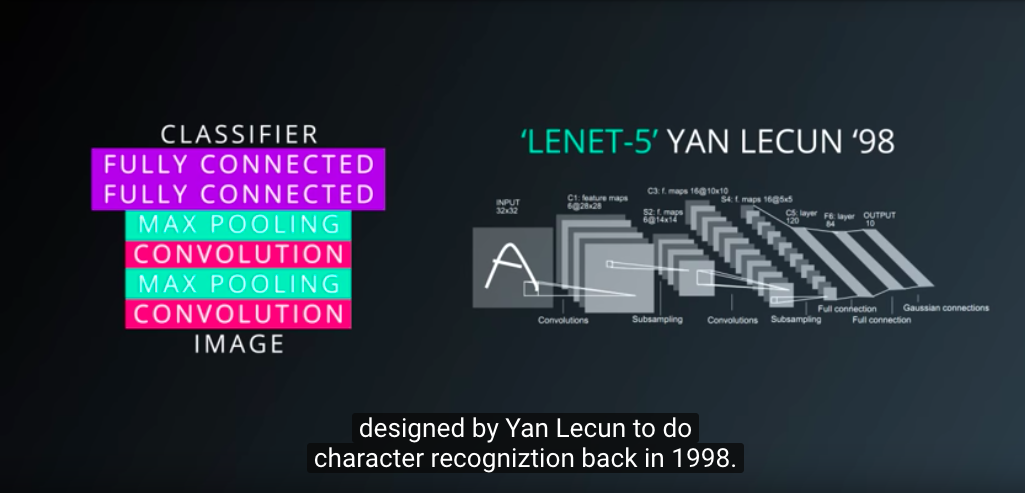 CLASSIFIER
FULLY CONNECTED
FULLY CONNECTED
MAX POOLING
CONVOLUTION
MAX POOLING
CONVOLUTION
IMAGE
‘LENET-5’ YAN LECUN ‘98
INPUT
32x32
C1: feature maps
6@28x28
S2: f. maps
6@14x14
C3: f. maps 16@10x10
S4: f. maps 16@5x5
C5: layer
120
F6: layer
84
OUTPUT
10
A
Convolutions
Subsampling
Convolutions
Subsampling
Full connection
Full connection
Gaussian connections
designed by Yan Lecun to do
character recogniztion back in 1998.